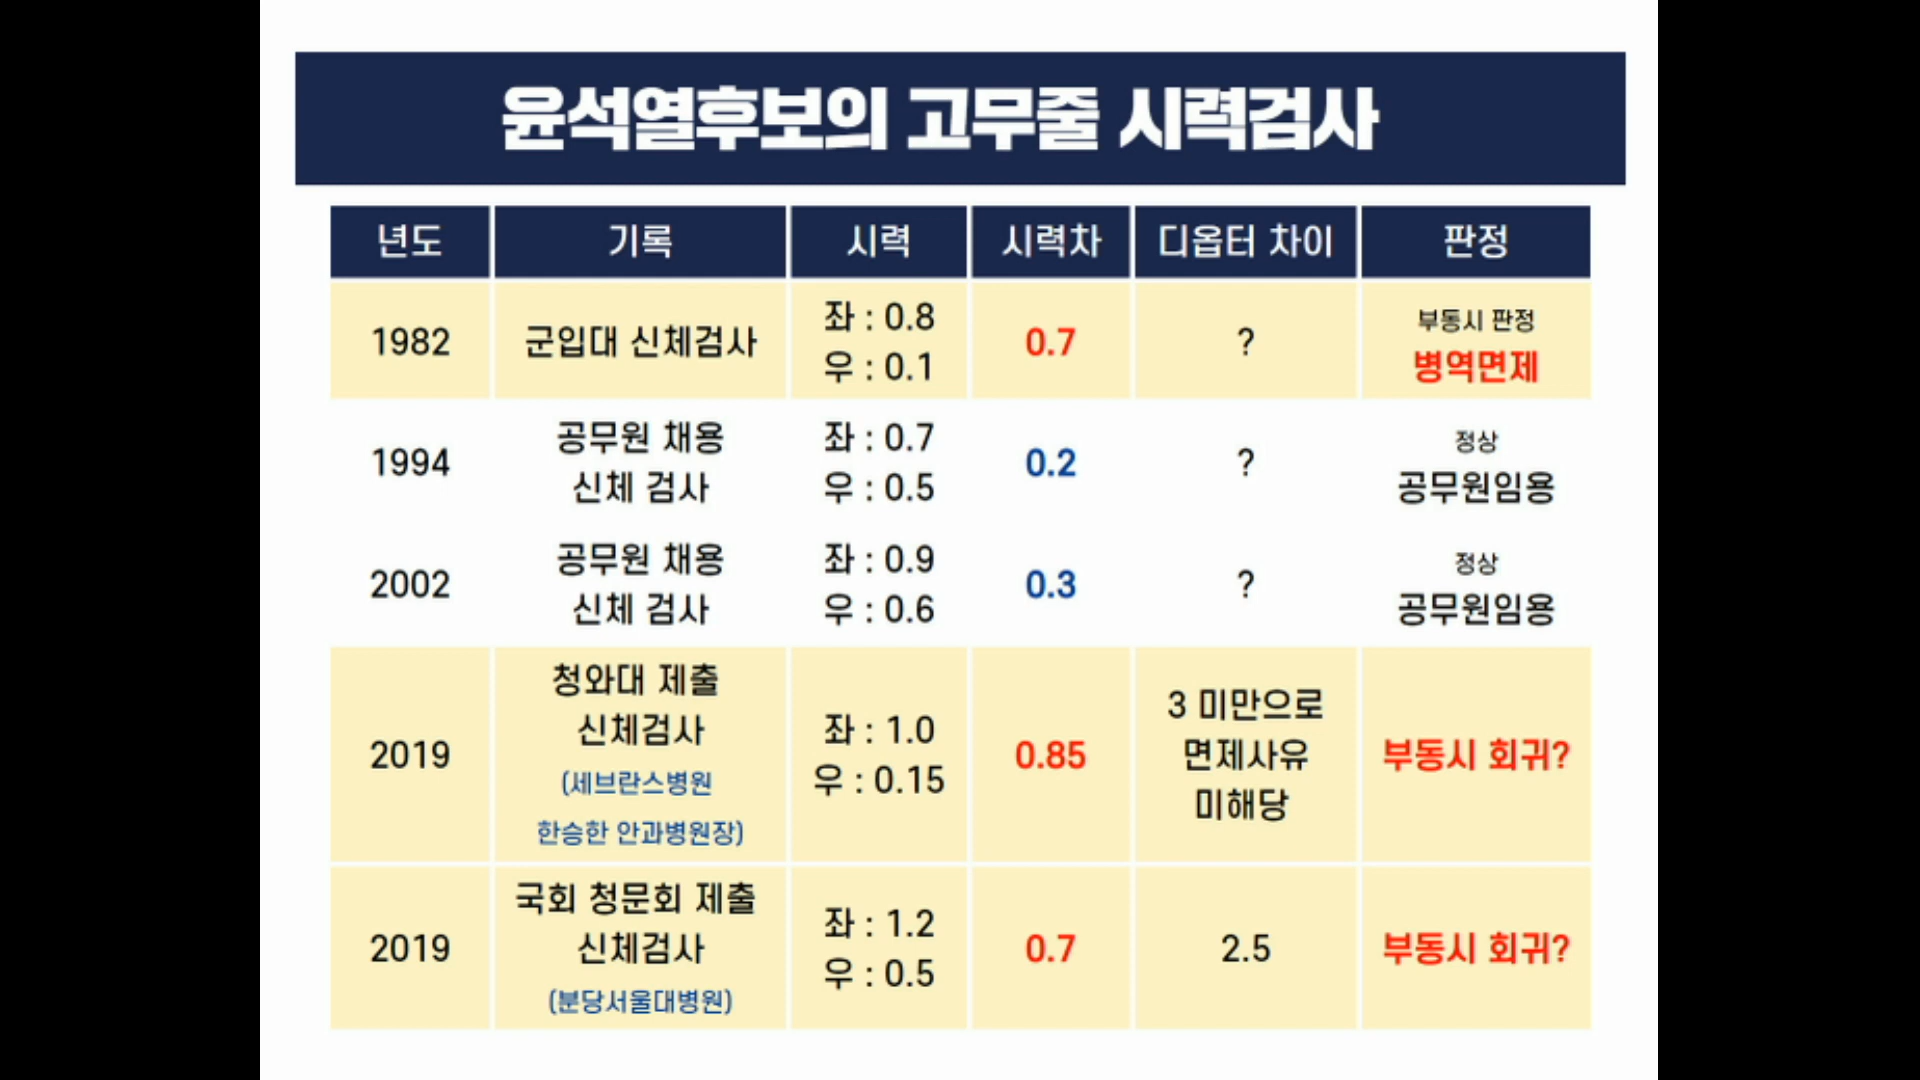 윤석열후보의 고무줄 시력검사
년도 기록 시력 시력차 디옵터 차이 판정
1982
군입대 신체검사
좌 : 0.8
우 : 0.1
0.7
?
부동시 판정
병역면제
1994
공무원 채용
신체 검사
좌 : 0.7
우 : 0.5
0.2
?
정상
공무원임용
2002
공무원 채용
신체 검사
좌 : 0.9
우 : 0.6
0.3
?
정상
공무원임용
2019
청와대 제출
신체검사
(세브란스병원
한승한 안과병원장)
좌 : 1.0
우 : 0.15
0.85
3 미만으로
면제사유
미해당
부동시 회귀?
2019
국회 청문회 제출
신체검사
(분당서울대병원)
좌 : 1.2
우 : 0.5
0.7
2.5
부동시 회귀?